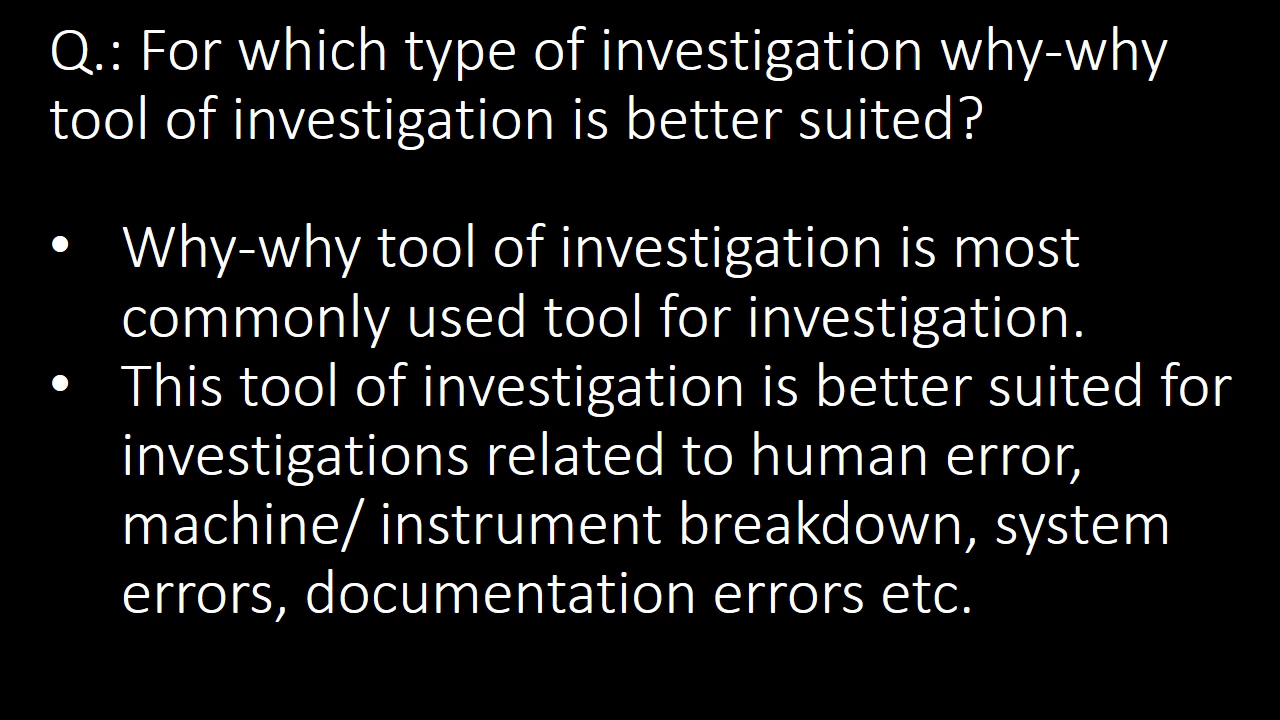 Q.: For which type of investigation why-why
tool of investigation is better suited?
• Why-why tool of investigation is most
commonly used tool for investigation.
• This tool of investigation is better suited for
investigations related to human error,
machine/ instrument breakdown, system
errors, documentation errors etc.